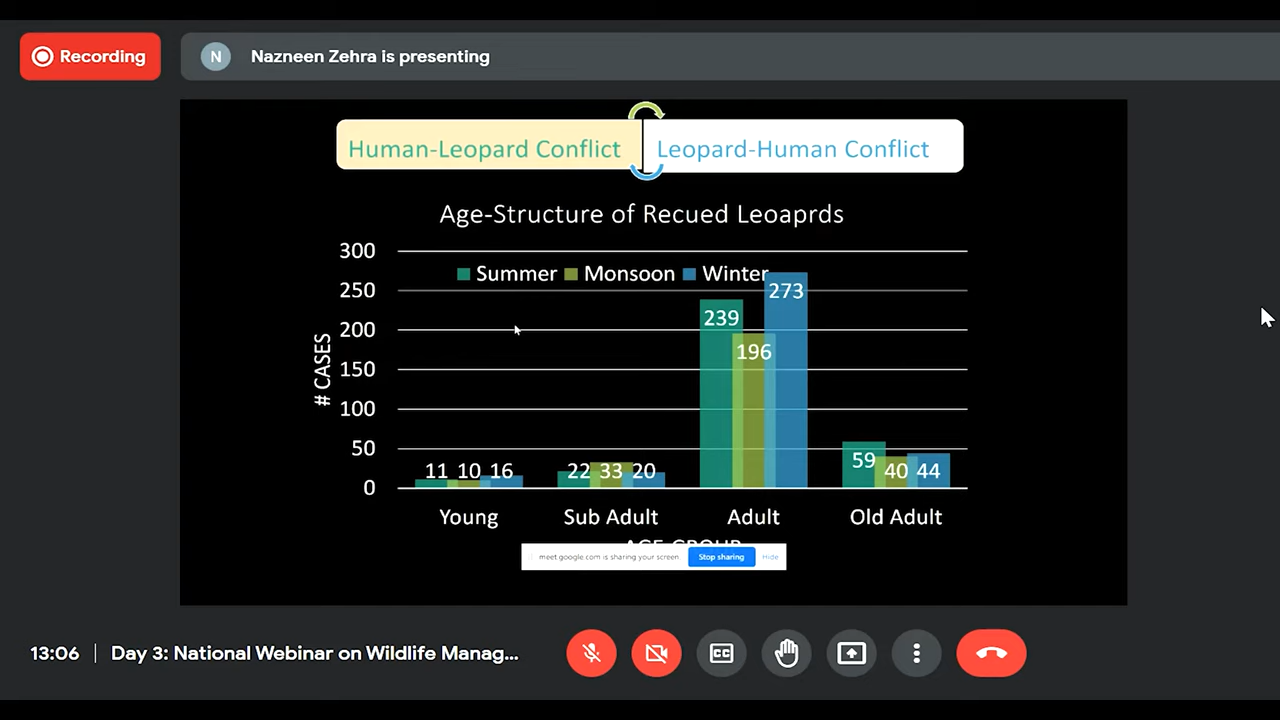 Recording
N
Nazneen Zehra is presenting
Human-Leopard Conflict
Leopard-Human Conflict
Age-Structure of Recued Leoaprds
# CASES
300
250
200
150
100
50
0
Summer Monsoon Winter
11 10 16
22 33 20
239 196 273
59 40 44
Young Sub Adult Adult Old Adult
AGE GROUP
meet.google.com is sharing your screen.
Stop sharing
Hide
13:06 | Day 3: National Webinar on Wildlife Manag...
CC